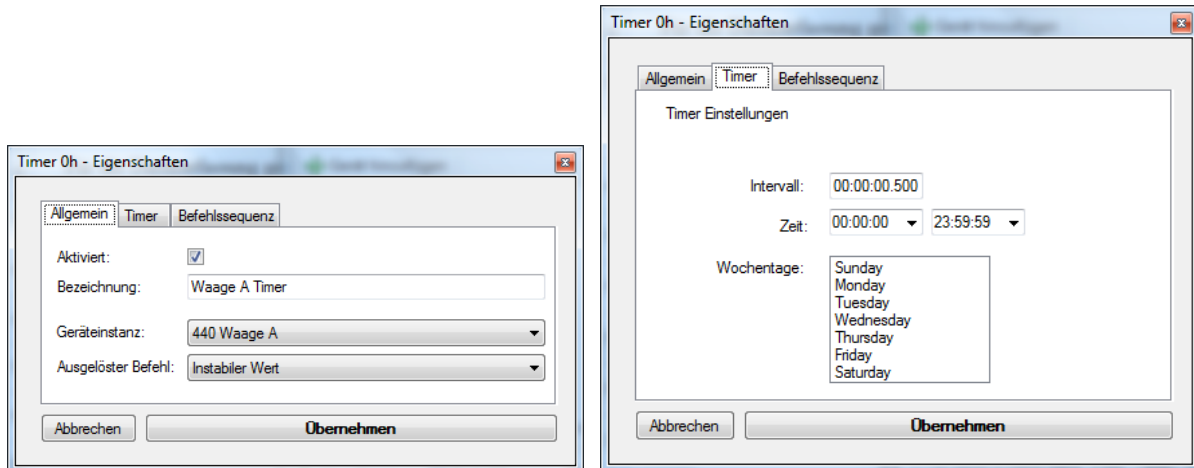 Timer 0h - Eigenschaften
Allgemein Timer Befehlssequenz
Aktiviert:
Bezeichnung: Waage A Timer
Geräteinstanz: 440 Waage A
Ausgelöster Befehl: Instabiler Wert
Abbrechen Übernehmen
Timer 0h - Eigenschaften
Allgemein Timer Befehlssequenz
Timer Einstellungen
Intervall: 00:00:00.500
Zeit: 00:00:00 23:59:59
Wochentage: Sunday
Monday
Tuesday
Wednesday
Thursday
Friday
Saturday
Abbrechen Übernehmen